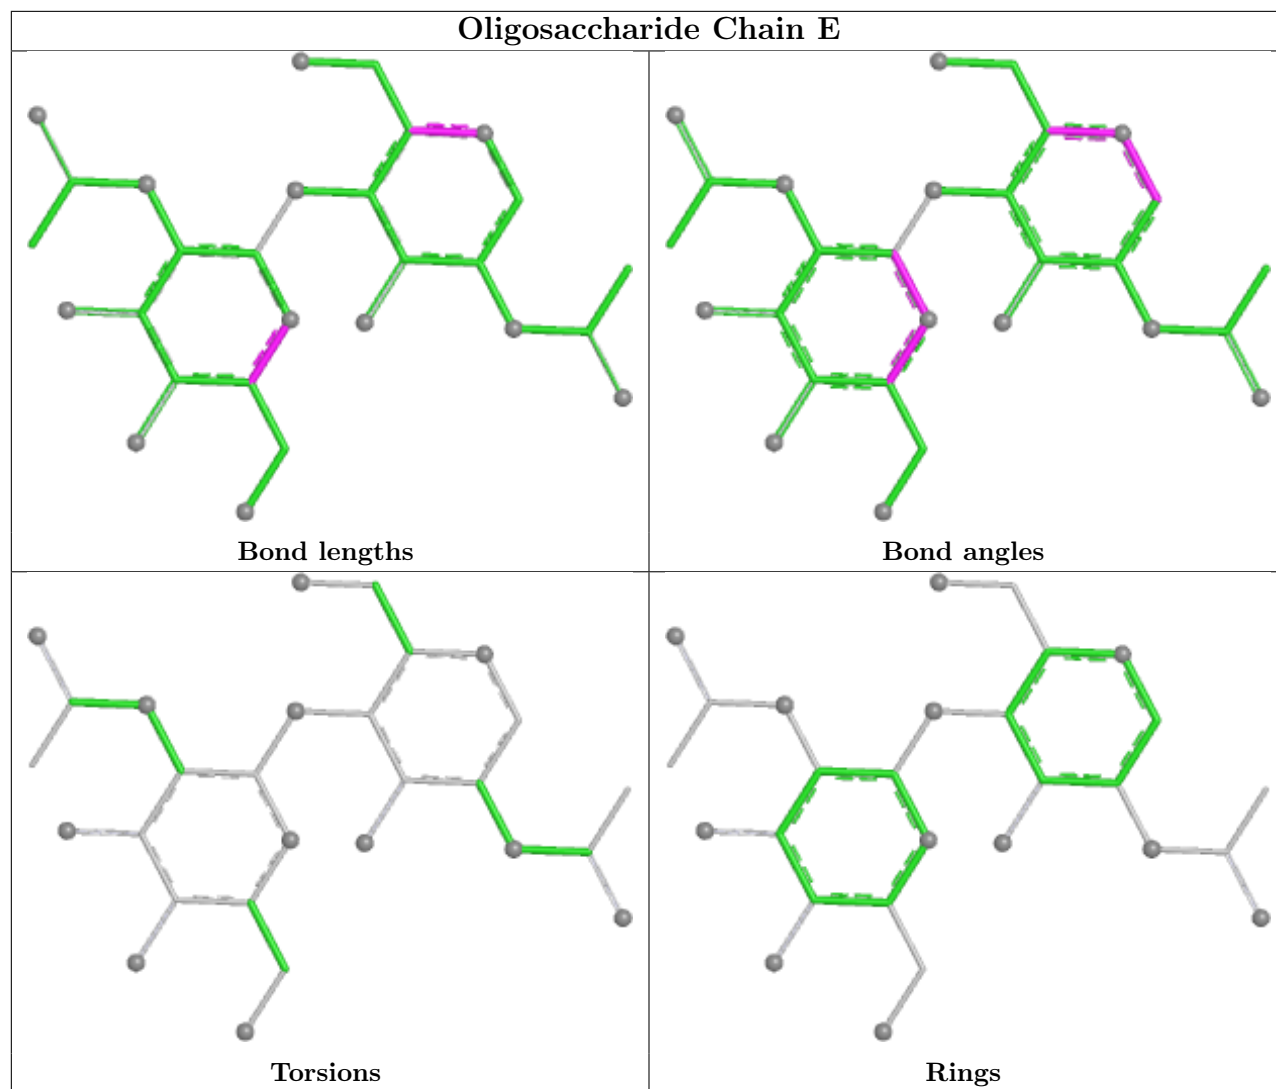 Oligosaccharide Chain E
Bond lengths
Bond angles
Torsions
Rings